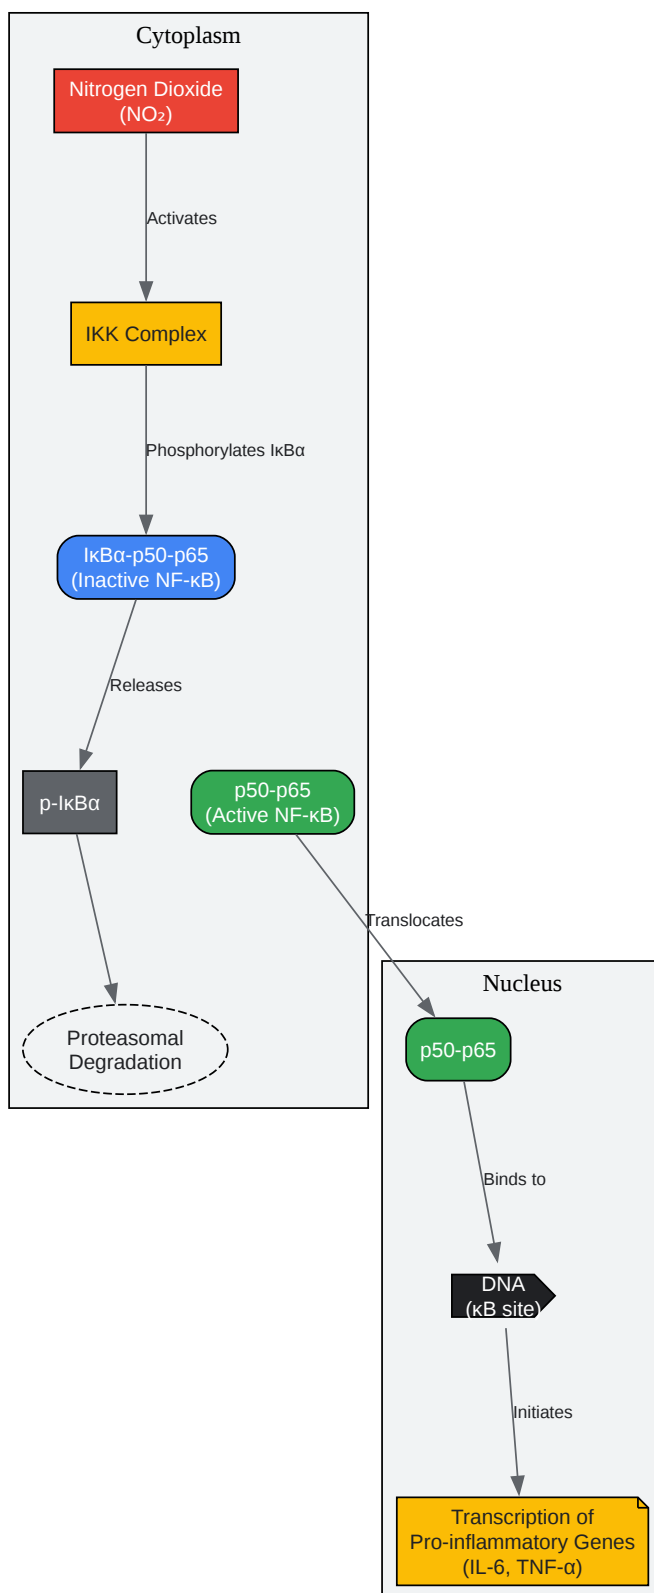 Cytoplasm
Nitrogen Dioxide
(NO₂)
Activates
IKK Complex
Phosphorylates IκBα
IκBα-p50-p65
(Inactive NF-κB)
Releases
p-IκBα
p50-p65
(Active NF-κB)
Translocates
Proteasomal
Degradation
Nucleus
p50-p65
Binds to
DNA
(κB site)
Initiates
Transcription of
Pro-inflammatory Genes
(IL-6, TNF-α)